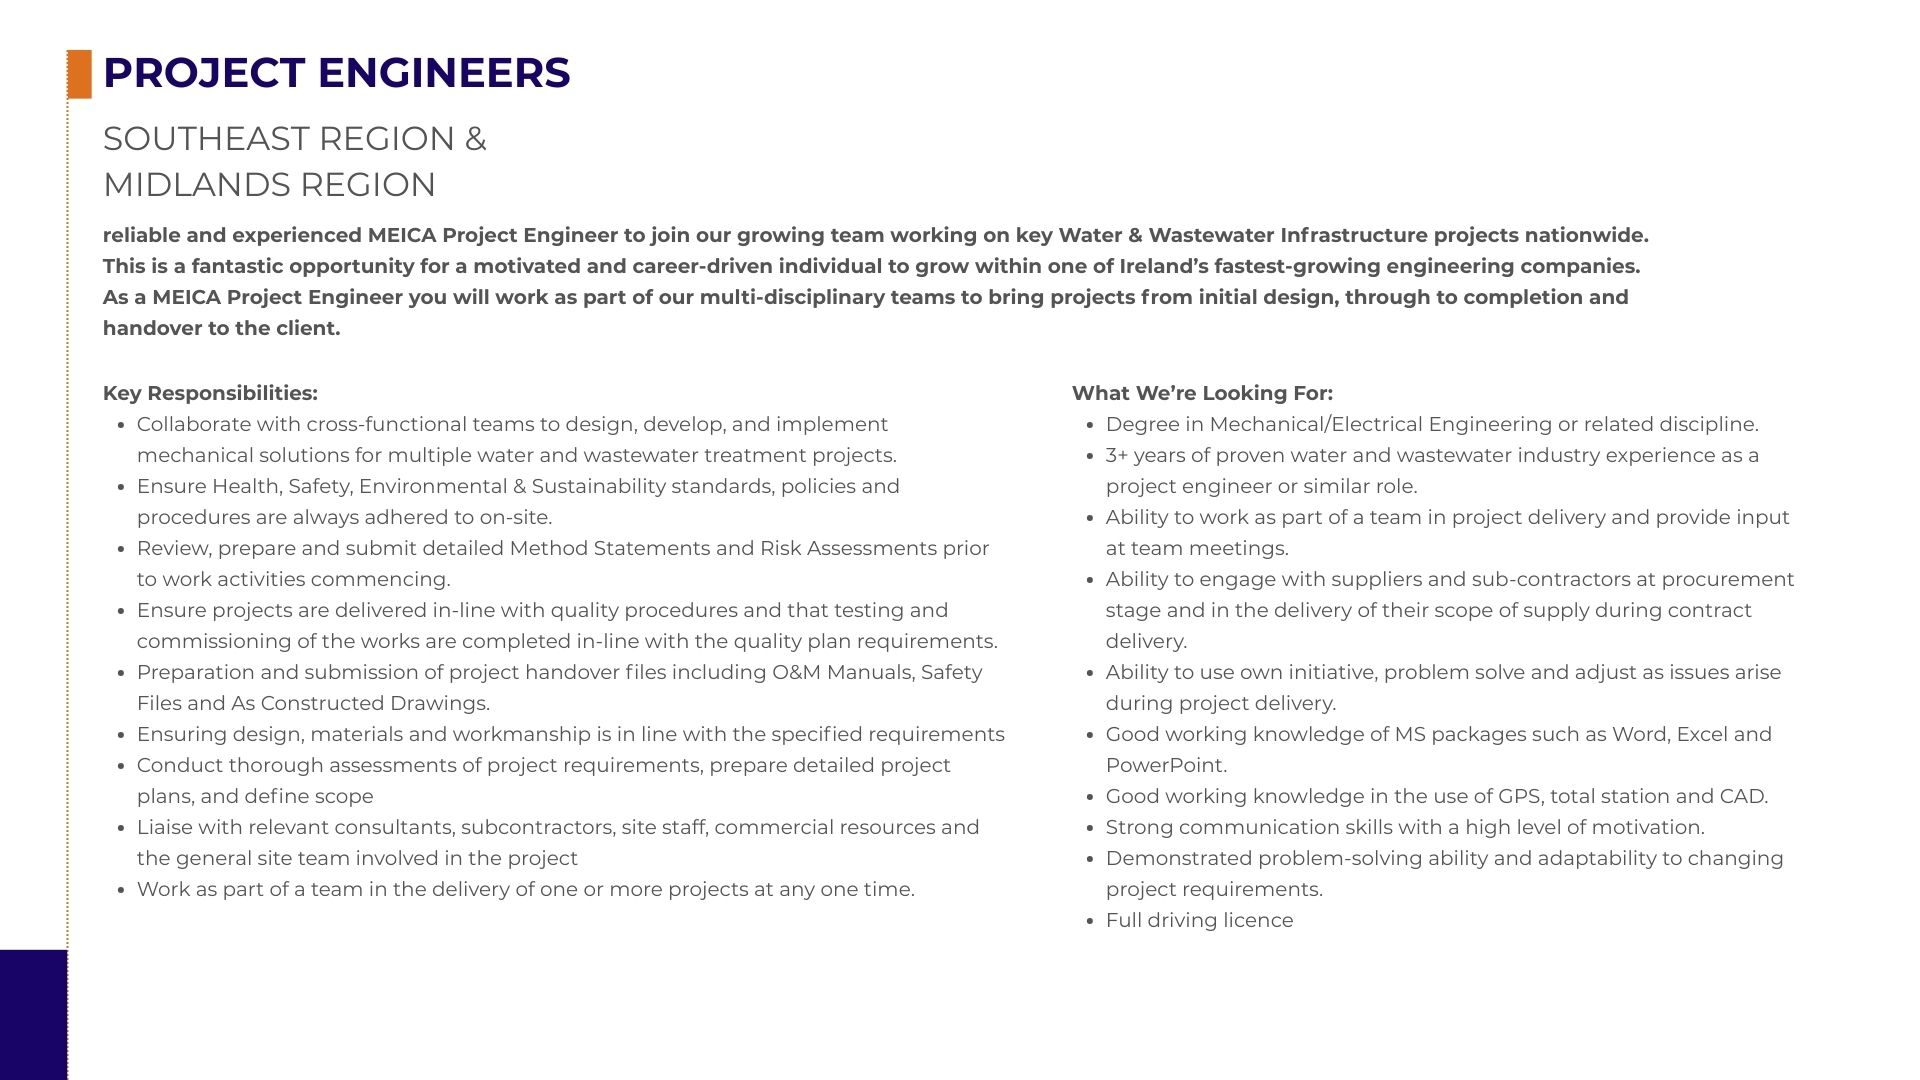 PROJECT ENGINEERS
SOUTHEAST REGION &
MIDLANDS REGION
reliable and experienced MEICA Project Engineer to join our growing team working on key Water & Wastewater Infrastructure projects nationwide.
This is a fantastic opportunity for a motivated and career-driven individual to grow within one of Ireland’s fastest-growing engineering companies.
As a MEICA Project Engineer you will work as part of our multi-disciplinary teams to bring projects from initial design, through to completion and
handover to the client.
Key Responsibilities:
• Collaborate with cross-functional teams to design, develop, and implement
mechanical solutions for multiple water and wastewater treatment projects.
• Ensure Health, Safety, Environmental & Sustainability standards, policies and
procedures are always adhered to on-site.
• Review, prepare and submit detailed Method Statements and Risk Assessments prior
to work activities commencing.
• Ensure projects are delivered in-line with quality procedures and that testing and
commissioning of the works are completed in-line with the quality plan requirements.
• Preparation and submission of project handover files including O&M Manuals, Safety
Files and As Constructed Drawings.
• Ensuring design, materials and workmanship is in line with the specified requirements
• Conduct thorough assessments of project requirements, prepare detailed project
plans, and define scope
• Liaise with relevant consultants, subcontractors, site staff, commercial resources and
the general site team involved in the project
• Work as part of a team in the delivery of one or more projects at any one time.
What We’re Looking For:
• Degree in Mechanical/Electrical Engineering or related discipline.
• 3+ years of proven water and wastewater industry experience as a
project engineer or similar role.
• Ability to work as part of a team in project delivery and provide input
at team meetings.
• Ability to engage with suppliers and sub-contractors at procurement
stage and in the delivery of their scope of supply during contract
delivery.
• Ability to use own initiative, problem solve and adjust as issues arise
during project delivery.
• Good working knowledge of MS packages such as Word, Excel and
PowerPoint.
• Good working knowledge in the use of GPS, total station and CAD.
• Strong communication skills with a high level of motivation.
• Demonstrated problem-solving ability and adaptability to changing
project requirements.
• Full driving licence